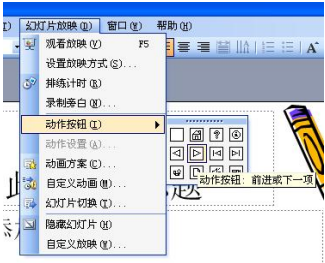 幻灯片放映(D) 窗口(W) 帮助(H)
观看放映(V) F5
设置放映方式(S)...
排练计时(R)
录制旁白(N)...
动作按钮(I)
动作设置(A)...
动画方案(C)...
自定义动画(M)...
幻灯片切换(T)...
隐藏幻灯片(H)
自定义放映(W)...
动作按钮: 前进或下一项
题
A